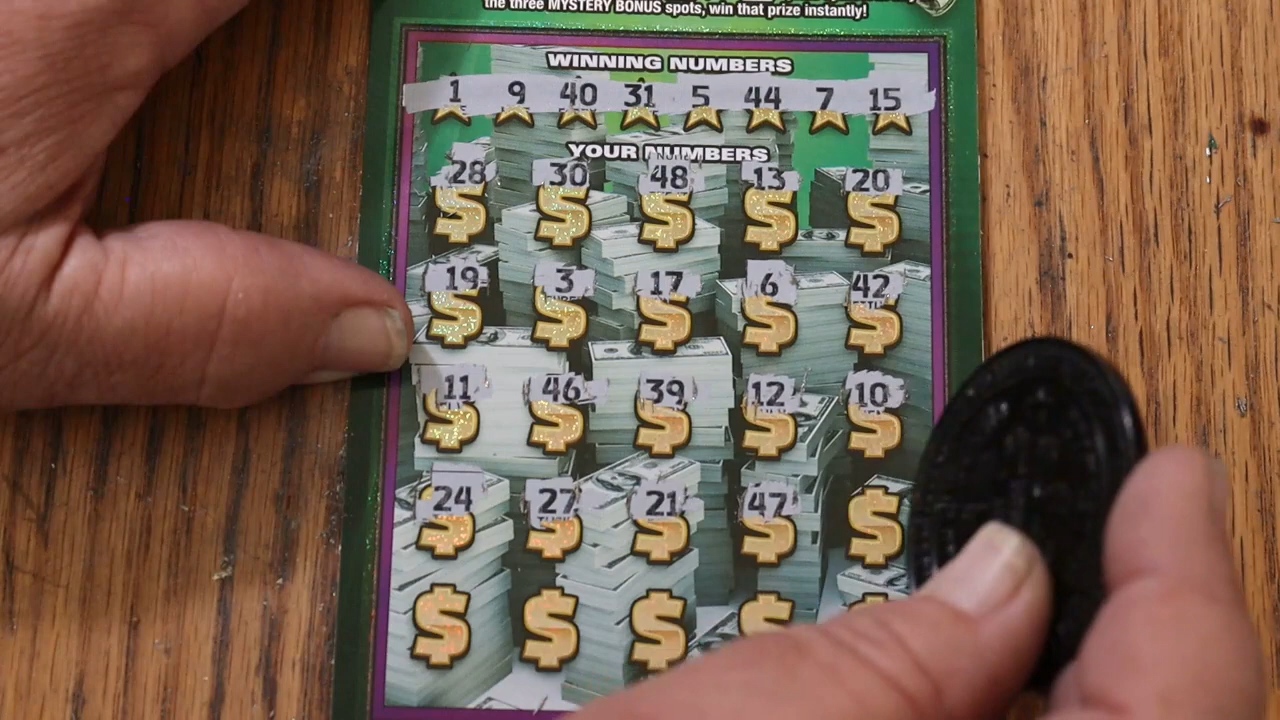 the three MYSTERY BONUS spots, win that prize instantly!
WINNING NUMBERS
1 9 40 31 5 44 7 15
YOUR NUMBERS
28 30 48 13 20
19 3 17 6 42
11 46 39 12 10
24 27 21 47